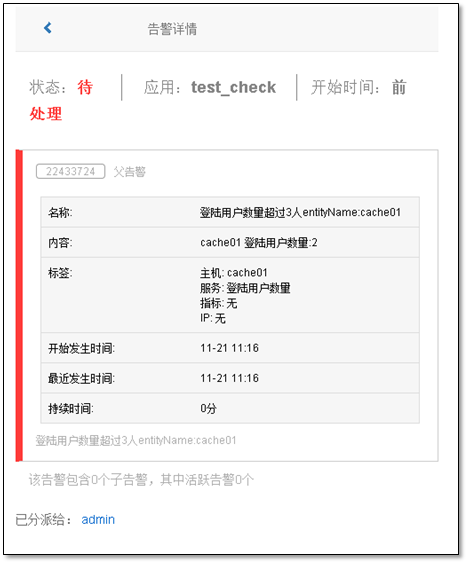 告警详情
状态：待处理
应用：test_check
开始时间：前
22433724 父告警
名称: 登陆用户数量超过3人entityName:cache01
内容: cache01 登陆用户数量:2
标签: 主机: cache01
服务: 登陆用户数量
指标: 无
IP: 无
开始发生时间: 11-21 11:16
最近发生时间: 11-21 11:16
持续时间: 0分
登陆用户数量超过3人entityName:cache01
该告警包含0个子告警，其中活跃告警0个
已分派给： admin